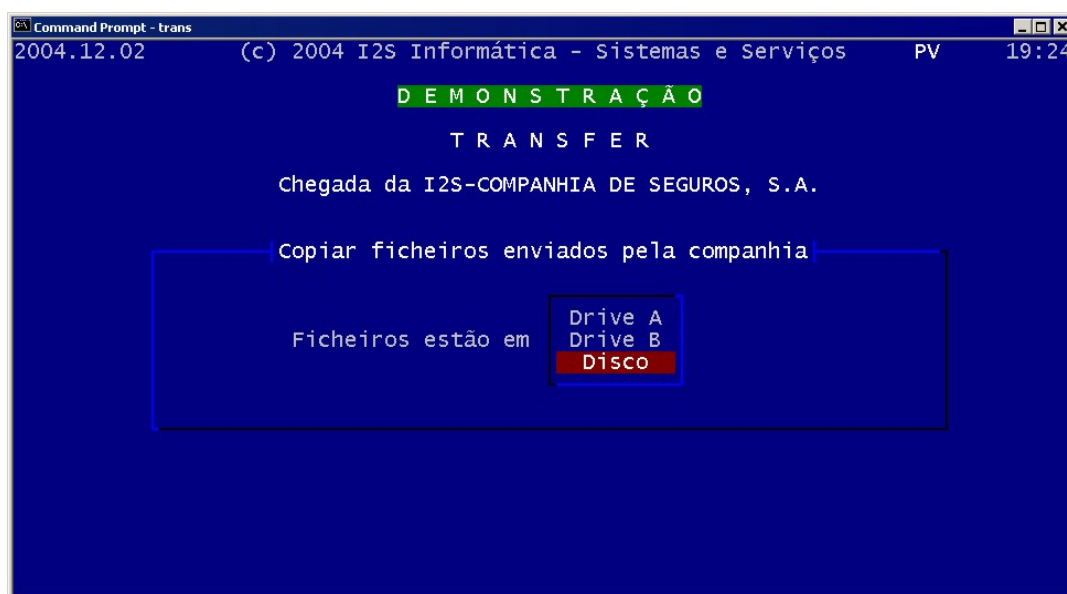 Command Prompt - trans
2004.12.02 (c) 2004 I2S Informática - Sistemas e Serviços PV 19:24
D E M O N S T R A Ç Ã O
T R A N S F E R
Chegada da I2S-COMPANHIA DE SEGUROS, S.A.
Copiar ficheiros enviados pela companhia
Drive A
Ficheiros estão em Drive B
Disco